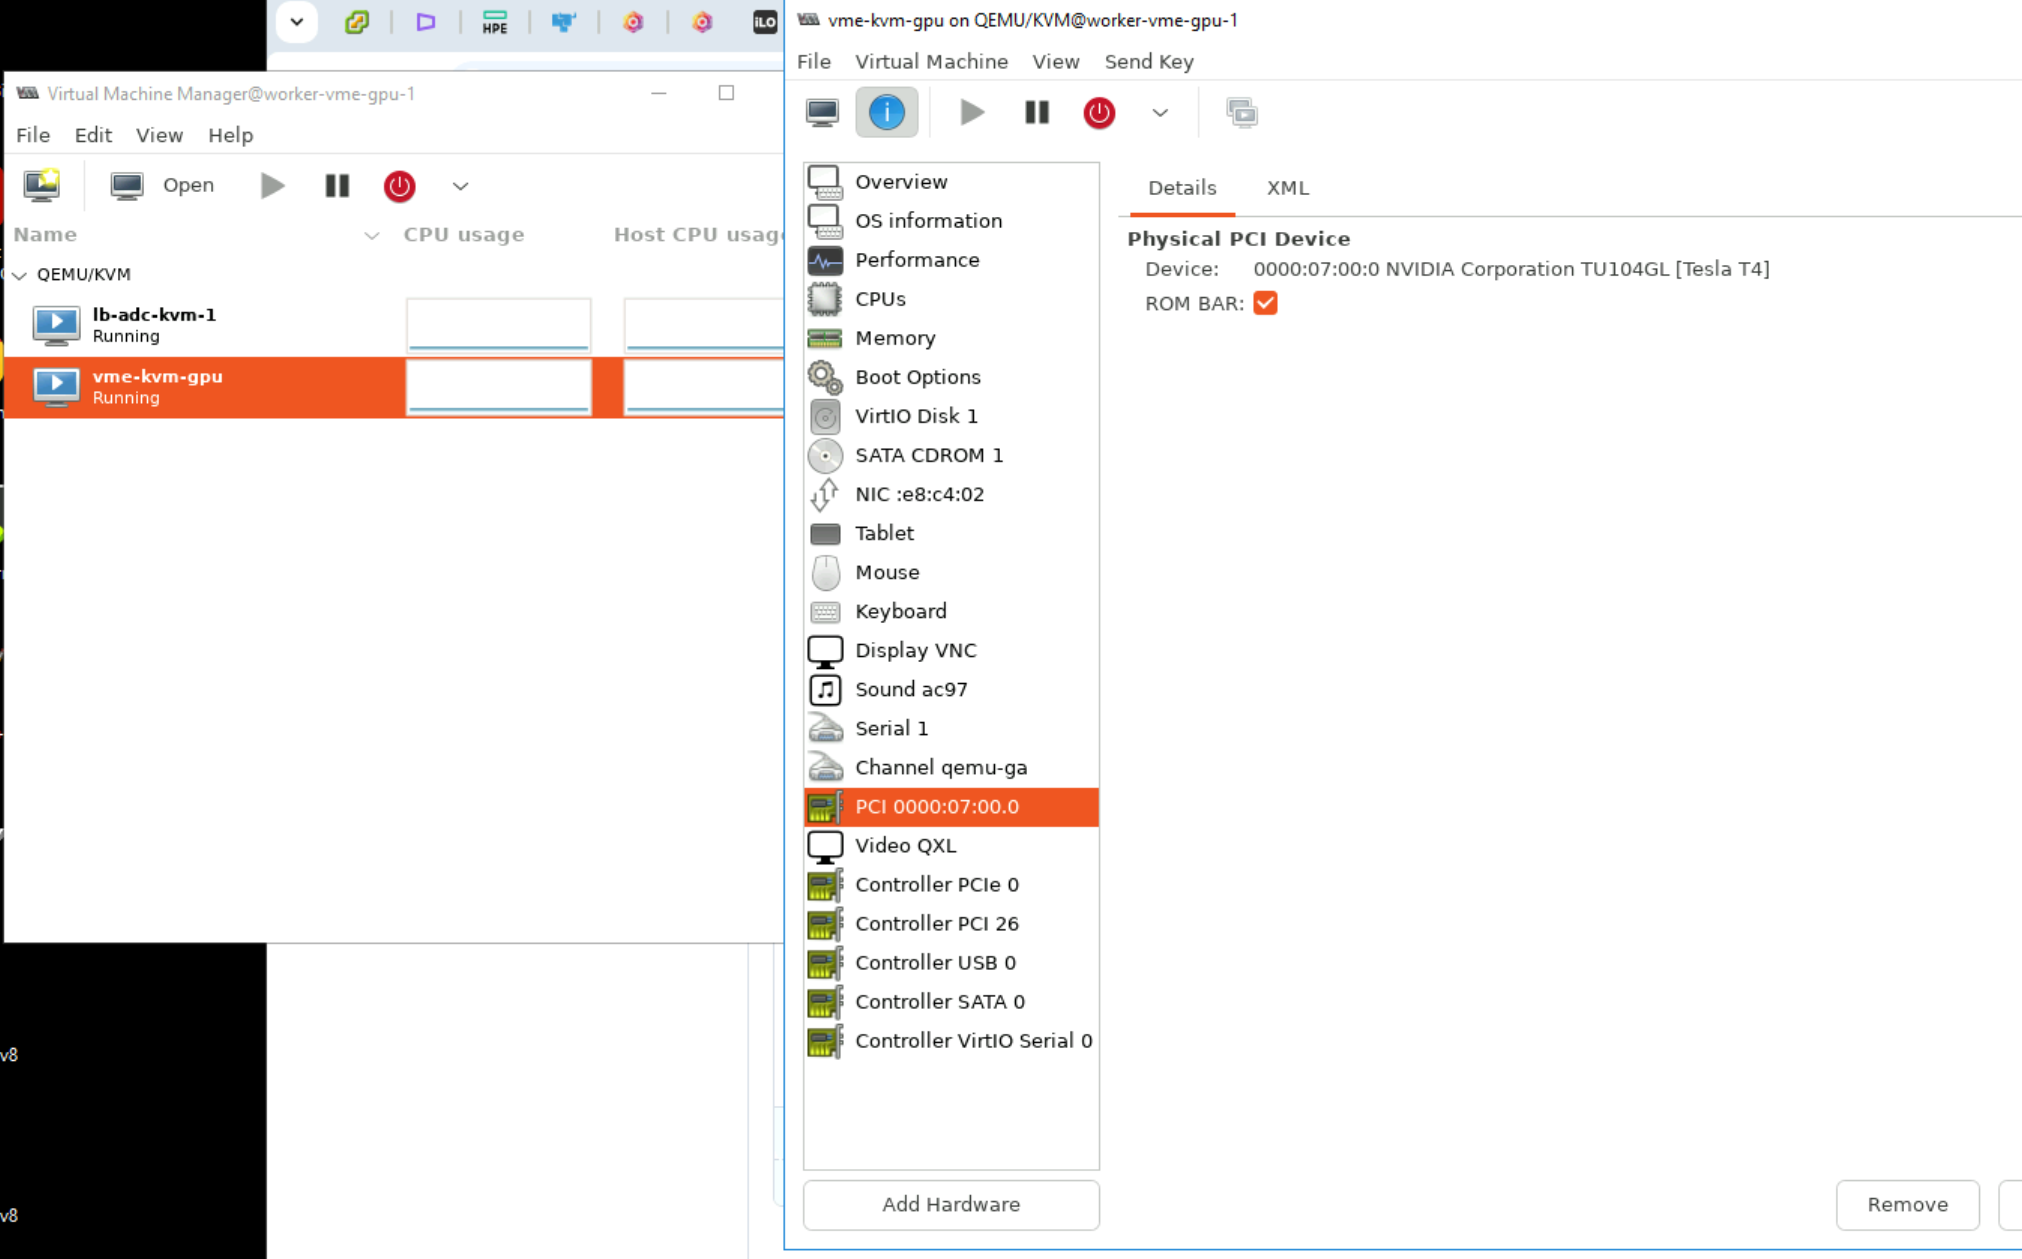 HPE
iLO
Virtual Machine Manager@worker-vme-gpu-1
File Edit View Help
Open
Name CPU usage Host CPU usag
QEMU/KVM
lb-adc-kvm-1
Running
vme-kvm-gpu
Running
v8
v8
vme-kvm-gpu on QEMU/KVM@worker-vme-gpu-1
File Virtual Machine View Send Key
Overview
OS information
Performance
CPUs
Memory
Boot Options
VirtIO Disk 1
SATA CDROM 1
NIC :e8:c4:02
Tablet
Mouse
Keyboard
Display VNC
Sound ac97
Serial 1
Channel qemu-ga
PCI 0000:07:00.0
Video QXL
Controller PCIe 0
Controller PCI 26
Controller USB 0
Controller SATA 0
Controller VirtIO Serial 0
Add Hardware
Details XML
Physical PCI Device
Device: 0000:07:00:0 NVIDIA Corporation TU104GL [Tesla T4]
ROM BAR:
Remove